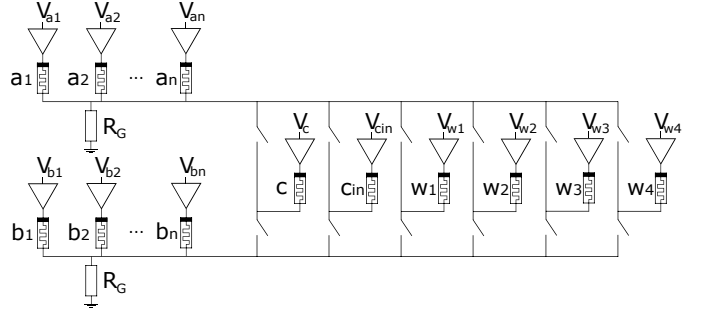 Va1 Va2 Van
a1 a2 ... an
RG
Vc Vcin Vw1 Vw2 Vw3 Vw4
Vb1 Vb2 Vbn
c cin w1 w2 w3 w4
b1 b2 ... bn
RG